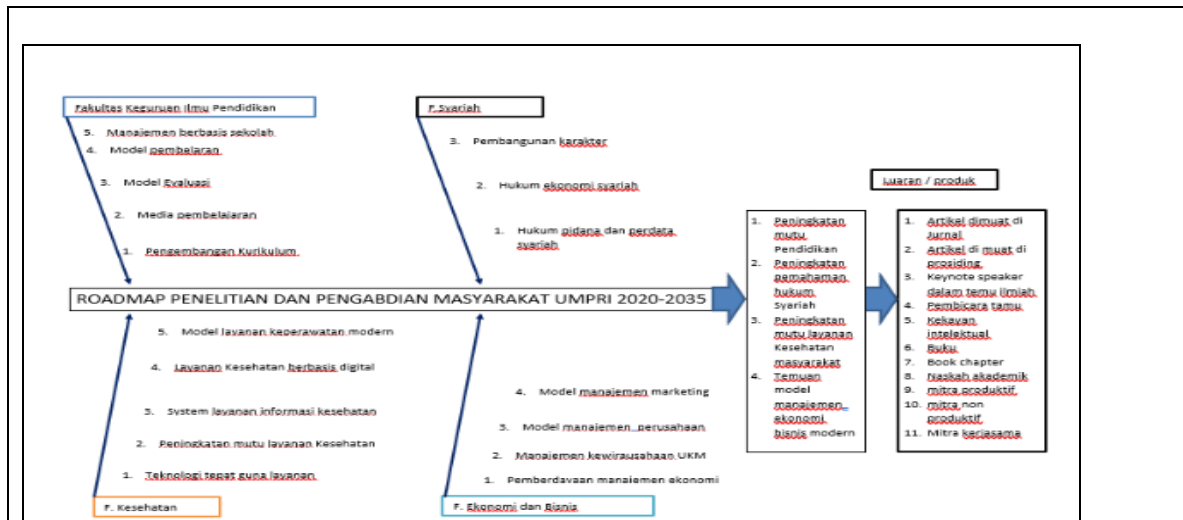 Fakultas Keguruan Ilmu Pendidikan
5. Manajemen berbasis sekolah
4. Model pembelaran
3. Model Evaluasi
2. Media pembelajaran
1. Pengembangan Kurikulum
F.Syariah
3. Pembangunan karakter
2. Hukum ekonomi syariah
1. Hukum pidana dan perdata
syariah
ROADMAP PENELITIAN DAN PENGABDIAN MASYARAKAT UMPRI 2020-2035
5. Model layanan keperawatan modern
4. Layanan Kesehatan berbasis digital
3. System layanan informasi kesehatan
2. Peningkatan mutu layanan Kesehatan
1. Teknologi tepat guna layanan
F. Kesehatan
4. Model manajemen marketing
3. Model manajemen perusahaan
2. Manajemen kewirausahaan UKM
1. Pemberdavaan manajemen ekonomi
F. Ekonomi dan Bisnis
1. Peningkatan
mutu
Pendidikan
2. Peningkatan
pemahaman
hukum
Syariah
3. Peningkatan
mutu layanan
Kesehatan
masyarakat
4. Temuan
model
manajemen
ekonomi
bisnis modern
Luaran / produk
1. Artikel dimuat di
Jurnal
2. Artikel di muat di
prosiding
3. Keynote speaker
dalam temu ilmiah
4. Pembicara tamu
5. Kekayan
intelektual
6. Buku
7. Book chapter
8. Naskah akademik
9. mitra produktif
10. mitra non
produktif
11. Mitra kerjasama